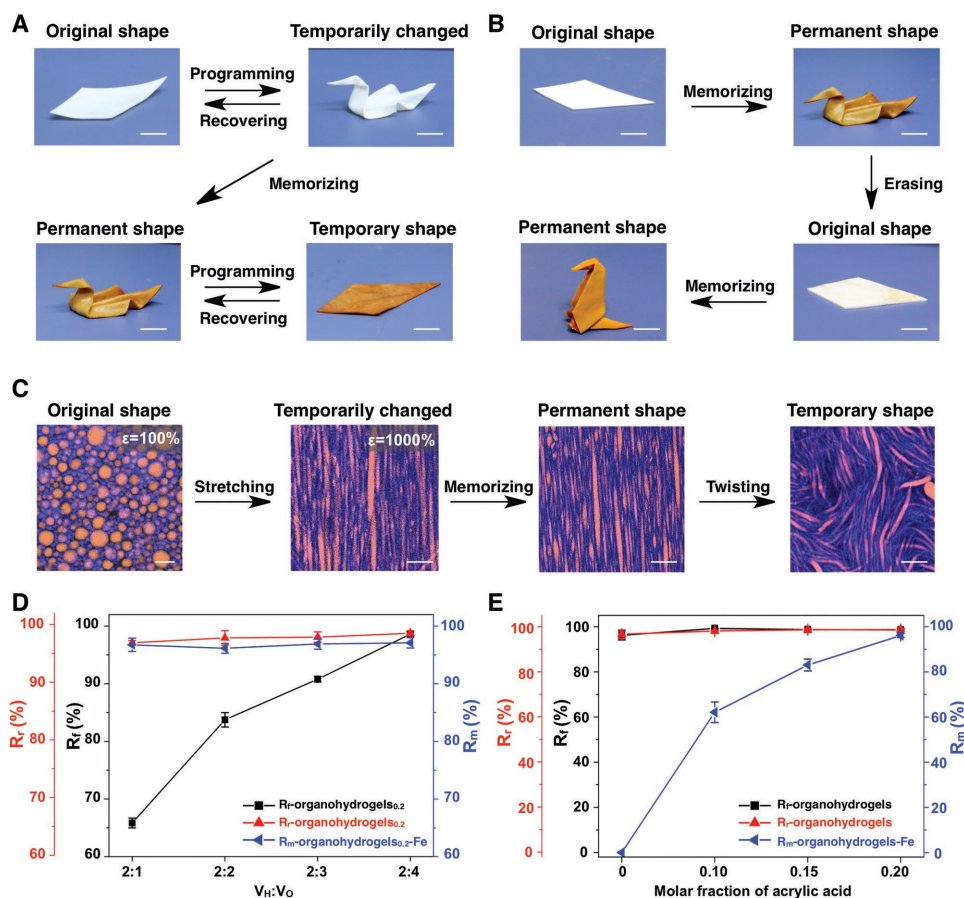 A
Original shape
Temporarily changed
Programming
Recovering
Memorizing
Permanent shape
Temporary shape
Programming
Recovering
B
Original shape
Permanent shape
Memorizing
Erasing
Permanent shape
Original shape
Memorizing
C
Original shape
Temporarily changed
Permanent shape
Temporary shape
ε=100%
ε=1000%
Stretching
Memorizing
Twisting
D
100
90
80
70
60
Rr (%)
100
90
80
70
60
Rf (%)
100
90
80
70
60
Rm (%)
Rf-organohydrogels0.2
Rr-organohydrogels0.2
Rm-organohydrogels0.2-Fe
2:1
2:2
2:3
2:4
VH:VO
E
100
80
60
40
20
0
Rr (%)
100
80
60
40
20
0
Rf (%)
100
80
60
40
20
0
Rm (%)
Rf-organohydrogels
Rr-organohydrogels
Rm-organohydrogels-Fe
0
0.10
0.15
0.20
Molar fraction of acrylic acid